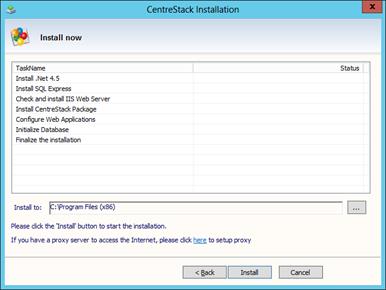 CentreStack Installation
x
Install now
TaskName Status
Install .Net 4.5
Install SQL Express
Check and install IIS Web Server
Install CentreStack Package
Configure Web Applications
Initialize Database
Finalize the installation
Install to: C:\Program Files (x86) ...
Please click the 'Install' button to start the installation.
If you have a proxy server to access the Internet, please click here to setup proxy
< Back Install Cancel